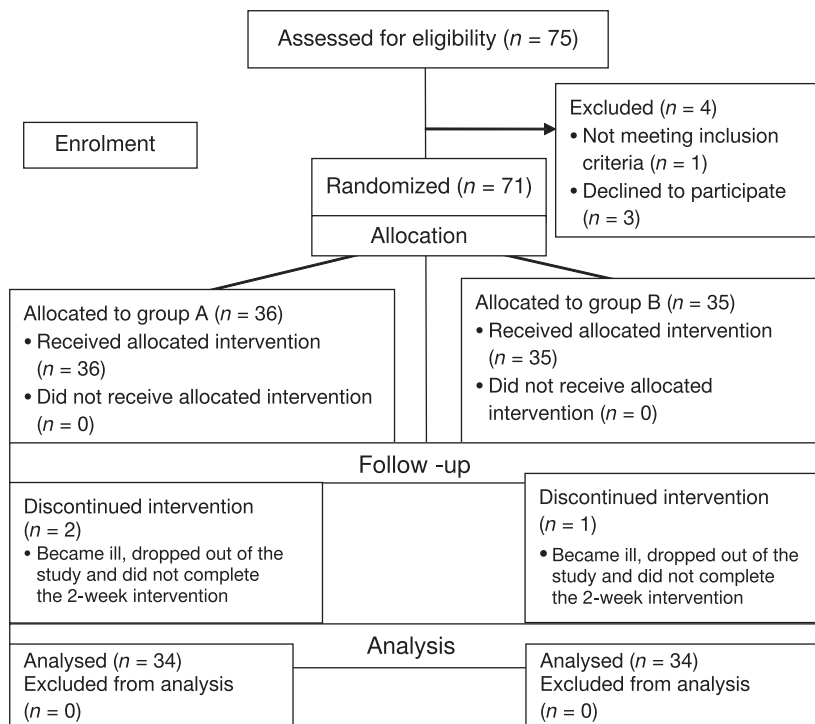 Assessed for eligibility (n = 75)
Excluded (n = 4)
• Not meeting inclusion
criteria (n = 1)
• Declined to participate
(n = 3)
Enrolment
Randomized (n = 71)
Allocation
Allocated to group A (n = 36)
• Received allocated intervention
(n = 36)
• Did not receive allocated intervention
(n = 0)
Allocated to group B (n = 35)
• Received allocated intervention
(n = 35)
• Did not receive allocated
intervention (n = 0)
Follow -up
Discontinued intervention
(n = 2)
• Became ill, dropped out of the
study and did not complete
the 2-week intervention
Discontinued intervention
(n = 1)
• Became ill, dropped out of the
study and did not complete
the 2-week intervention
Analysis
Analysed (n = 34)
Excluded from analysis
(n = 0)
Analysed (n = 34)
Excluded from analysis
(n = 0)